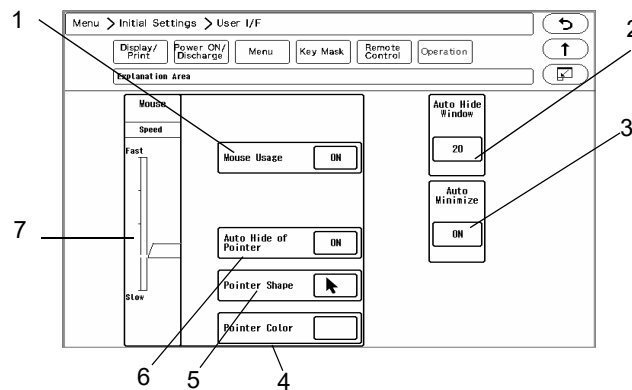 Menu > Initial Settings > User I/F
Display/
Print
Power ON/
Discharge
Menu
Key Mask
Remote
Control
Operation
Explanation Area
1
2
3
Mouse
Speed
Fast
Slow
Mouse Usage
ON
Auto Hide of
Pointer
ON
Pointer Shape
Pointer Color
Auto Hide
Window
20
Auto
Minimize
ON
7
6
5
4